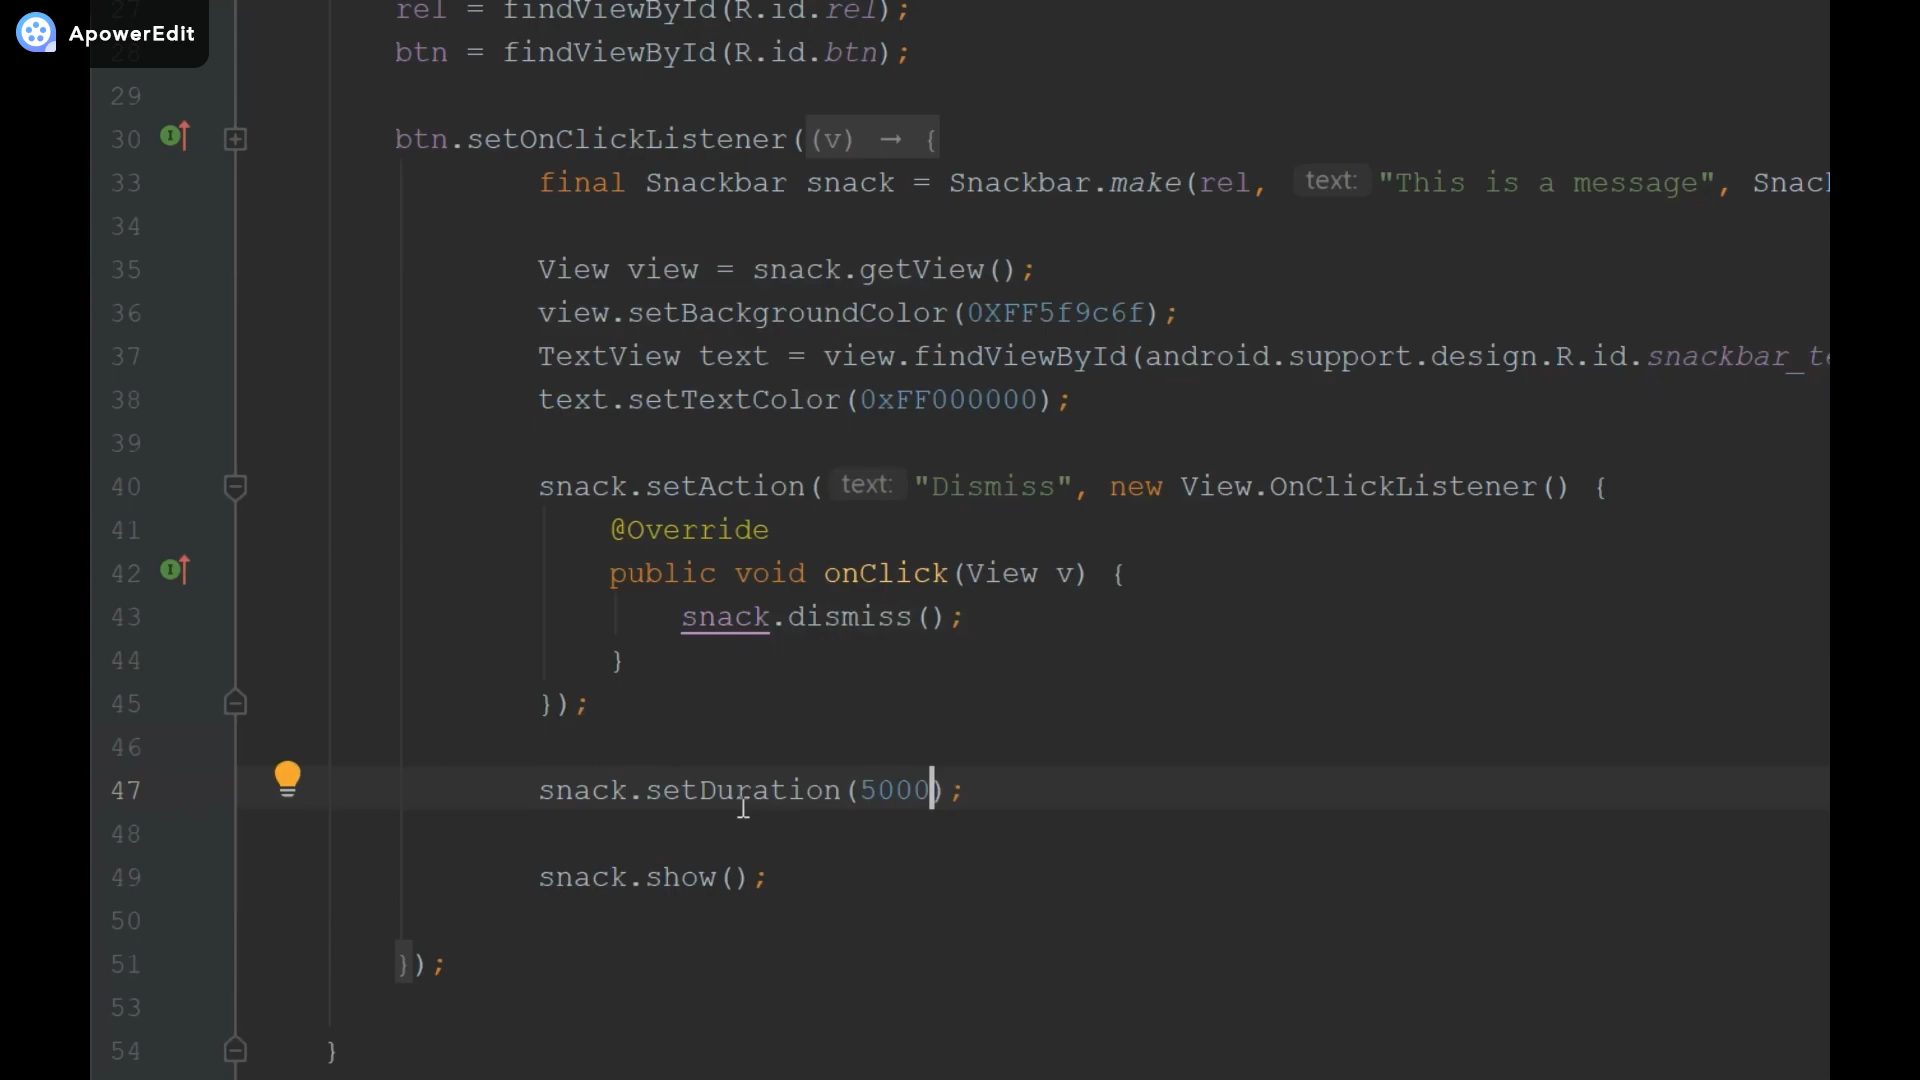 ApowerEdit
27 rel = findViewById(R.id.rel);
28 btn = findViewById(R.id.btn);
29
30 btn.setOnClickListener((v) → {
33 final Snackbar snack = Snackbar.make(rel, text: "This is a message",
34
35 View view = snack.getView();
36 view.setBackgroundColor(0XFF5f9c6f);
37 TextView text = view.findViewById(android.support.design.R.id.
38 text.setTextColor(0xFF000000);
39
40 snack.setAction( text: "Dismiss", new View.OnClickListener() {
41 @Override
42 public void onClick(View v) {
43 snack.dismiss();
44 }
45 });
46
47 snack.setDuration(5000);
48
49 snack.show();
50
51 });
53
54 }